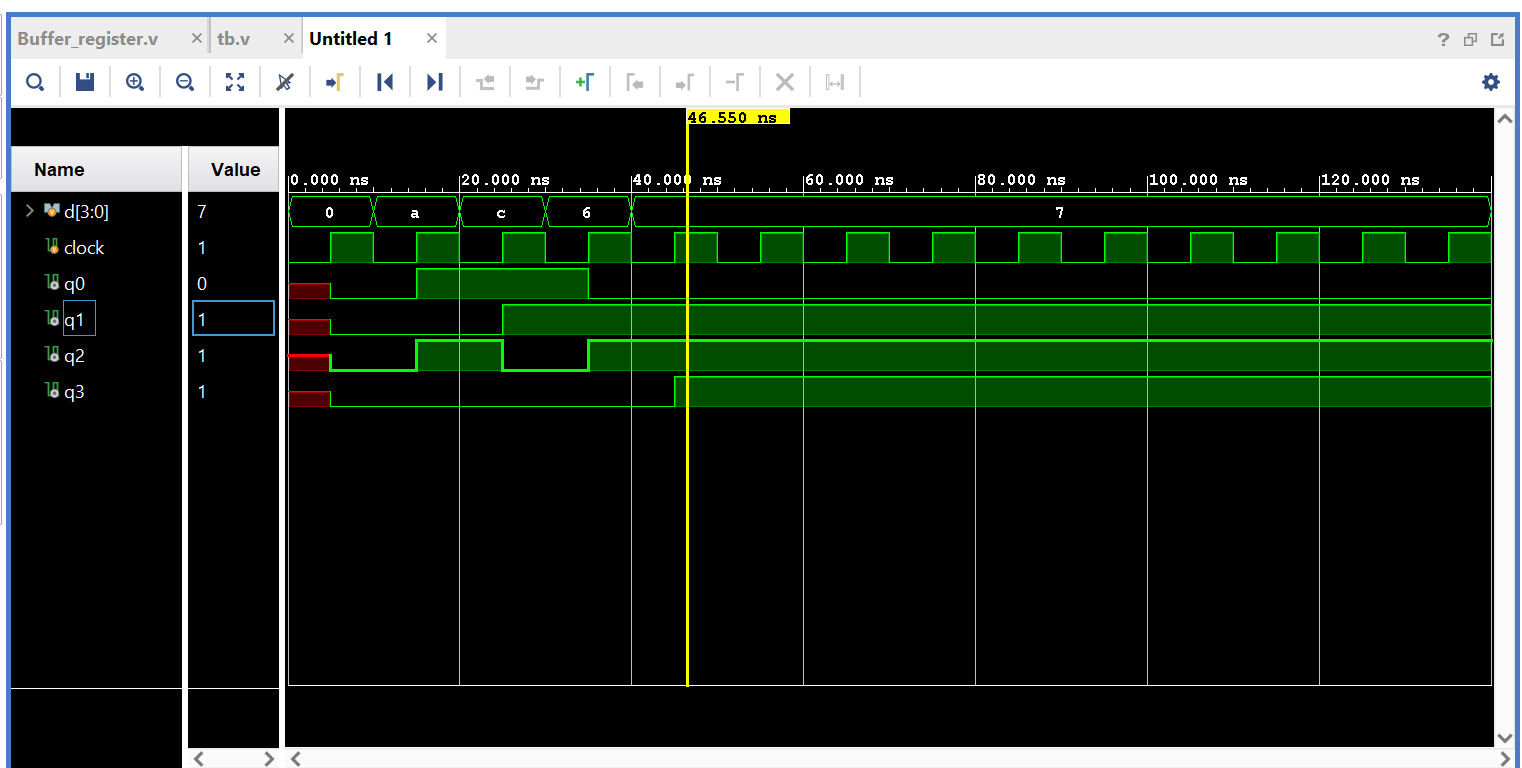 Buffer_register.v × tb.v × Untitled 1 ×
?
46.550 ns
Name Value
0.000 ns 20.000 ns 40.000 ns 60.000 ns 80.000 ns 100.000 ns 120.000 ns
d[3:0] 7 0 a c 6 7
clock 1
q0 0
q1 1
q2 1
q3 1